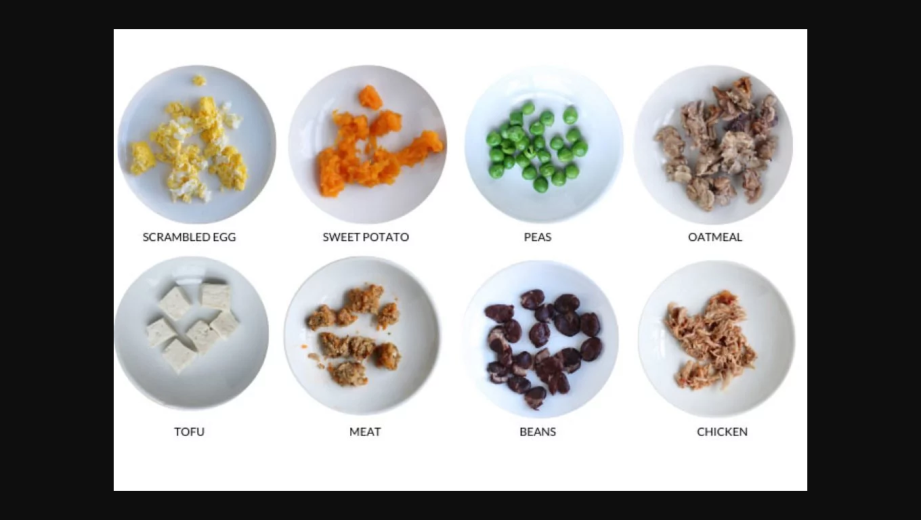 SCRAMBLED EGG
SWEET POTATO
PEAS
OATMEAL
TOFU
MEAT
BEANS
CHICKEN